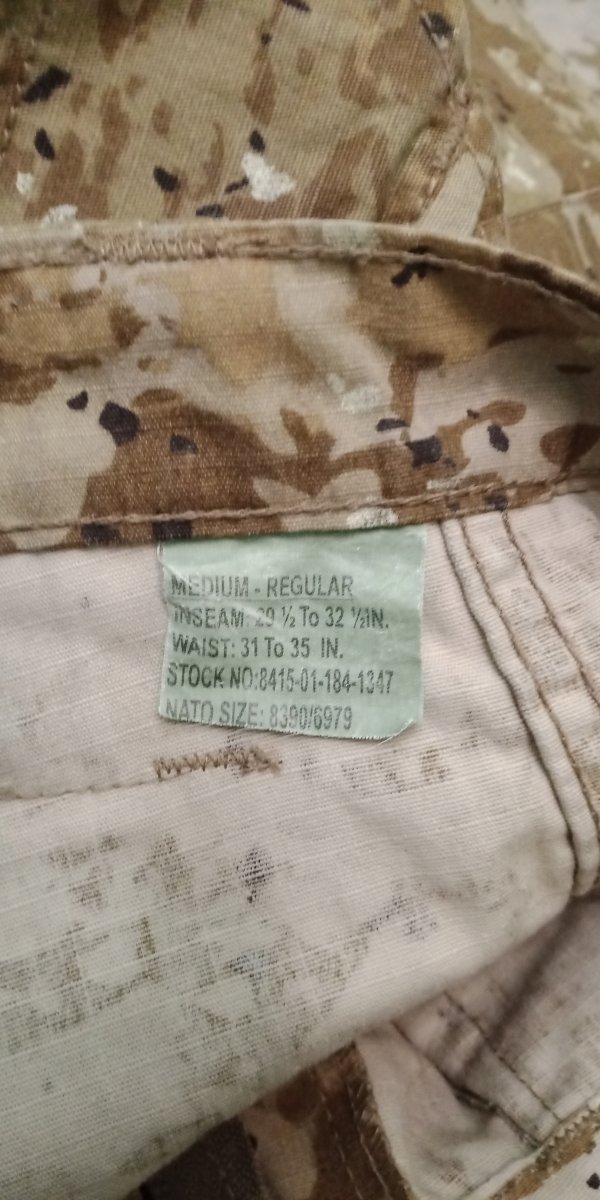 MEDIUM - REGULAR
INSEAM: 29 ½ To 32 ½IN.
WAIST: 31 To 35 IN.
STOCK NO:8415-01-184-1347
NATO SIZE: 8390/6979